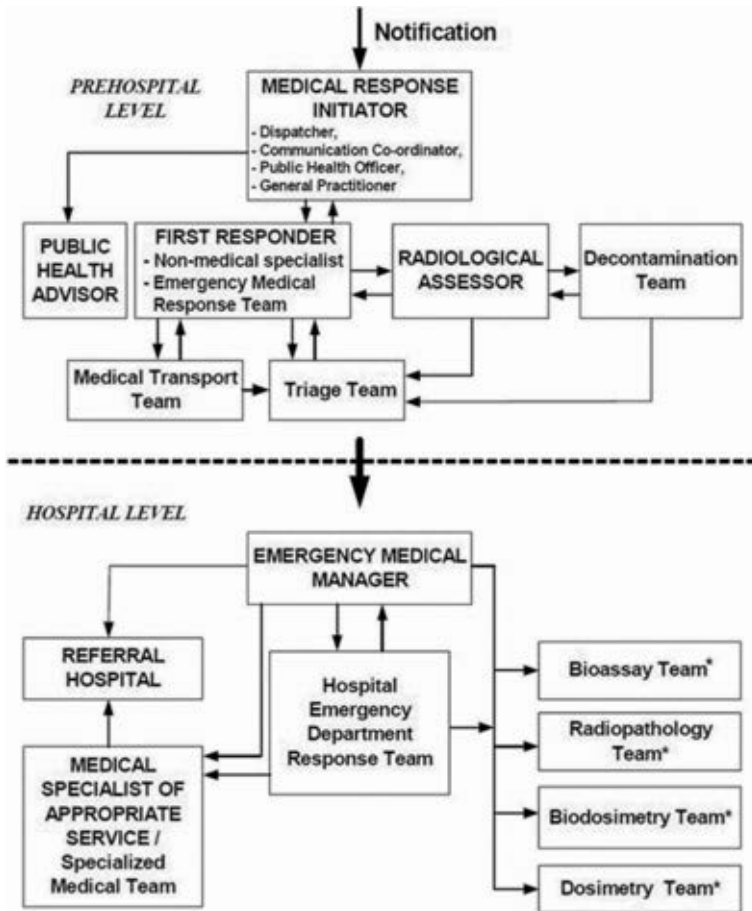 Notification
PREHOSPITAL
LEVEL
MEDICAL RESPONSE
INITIATOR
- Dispatcher,
- Communication Co-ordinator,
- Public Health Officer,
- General Practitioner
PUBLIC
HEALTH
ADVISOR
FIRST RESPONDER
- Non-medical specialist
- Emergency Medical
Response Team
RADIOLOGICAL
ASSESSOR
Decontamination
Team
Medical Transport
Team
Triage Team
HOSPITAL LEVEL
EMERGENCY MEDICAL
MANAGER
REFERRAL
HOSPITAL
Hospital
Emergency
Department
Response Team
MEDICAL
SPECIALIST OF
APPROPRIATE
SERVICE /
Specialized
Medical Team
Bioassay Team*
Radiopathology
Team*
Biodosimetry Team*
Dosimetry Team*